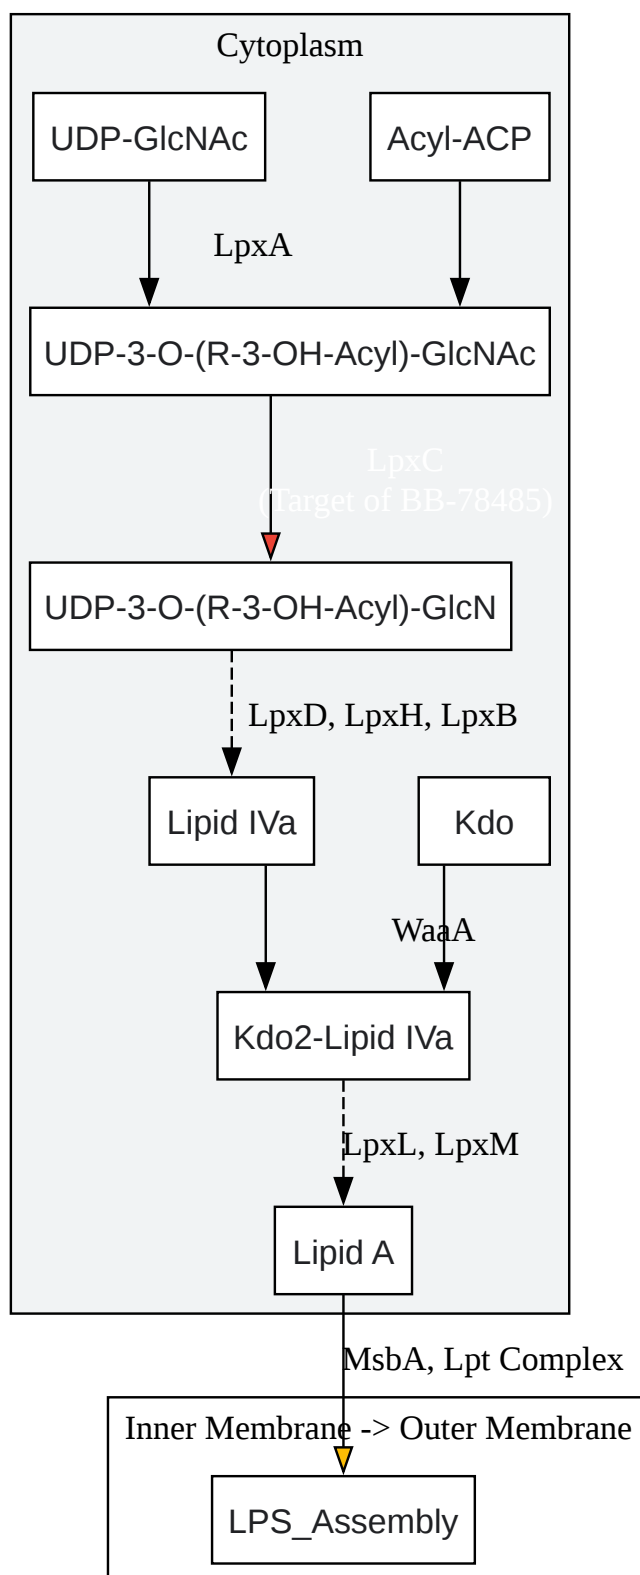 Cytoplasm
UDP-GlcNAc
Acyl-ACP
LpxA
UDP-3-O-(R-3-OH-Acyl)-GlcNAc
LpxC
(Target of BB-78485)
UDP-3-O-(R-3-OH-Acyl)-GlcN
LpxD, LpxH, LpxB
Lipid IVa
Kdo
WaaA
Kdo2-Lipid IVa
LpxL, LpxM
Lipid A
MsbA, Lpt Complex
Inner Membrane -> Outer Membrane
LPS_Assembly